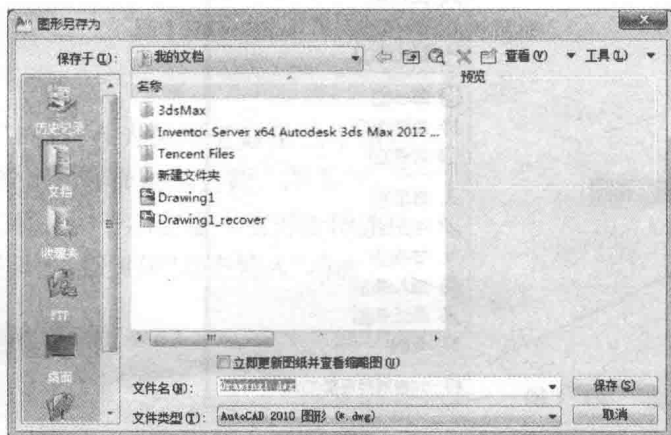 图形另存为
保存于(I):
我的文档
查看(V)
工具(L)
名称
预览
历史记录
3dsMax
Inventor Server x64 Autodesk 3ds Max 2012 ...
Tencent Files
新建文件夹
Drawing1
Drawing1_recover
文档
收藏夹
FTP
桌面
立即更新图纸并查看缩略图(U)
文件名(N):
Drawing1.dwg
保存(S)
文件类型(T):
AutoCAD 2010 图形 (*.dwg)
取消